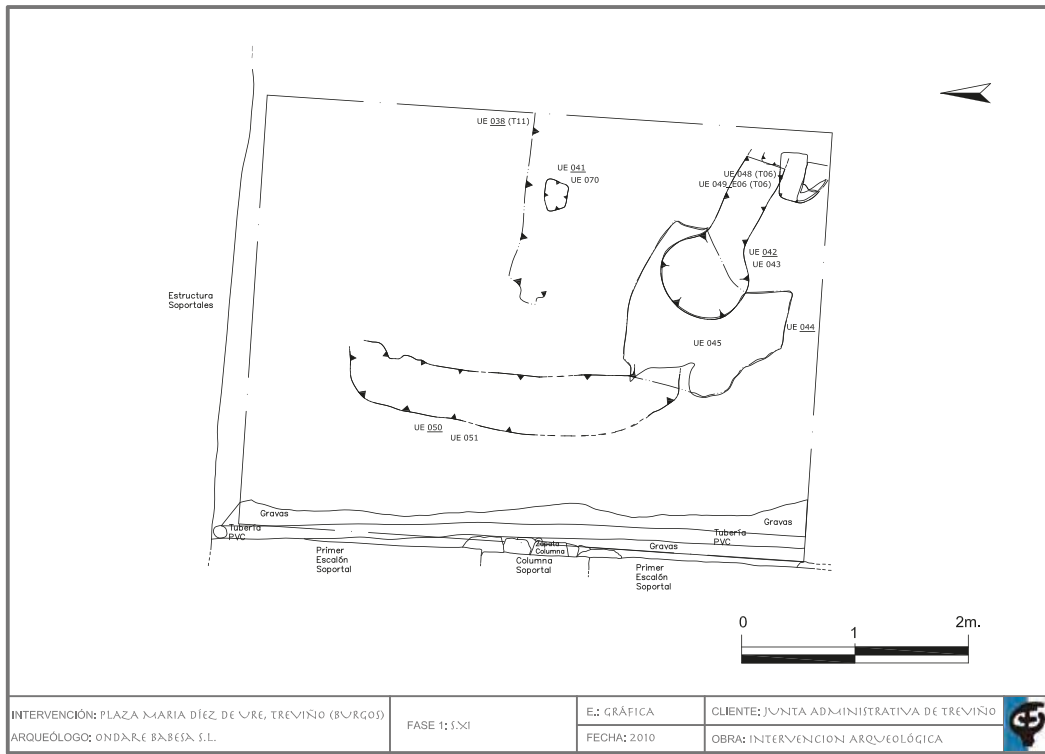 UE 038 (T11)
UE 041
UE 070
UE 048 (T06)
UE 049_E06 (T06)
UE 042
UE 043
Estructura
Soportales
UE 044
UE 045
UE 050
UE 051
Gravas
Gravas
Tubería
PVC
Tubería
PVC
Zapata
Columna
Gravas
Primer
Escalón
Soportal
Columna
Soportal
Primer
Escalón
Soportal
0
1
2m.
INTERVENCIÓN: PLAZA MARIA DÍEZ DE URE, TREVIÑO (BURGOS)
ARQUEÓLOGO: ONDARE BABESA S.L.
FASE 1: S.XI
E.: GRÁFICA
FECHA: 2010
CLIENTE: JUNTA ADMINISTRATIVA DE TREVIÑO
OBRA: INTERVENCION ARQUEOLÓGICA